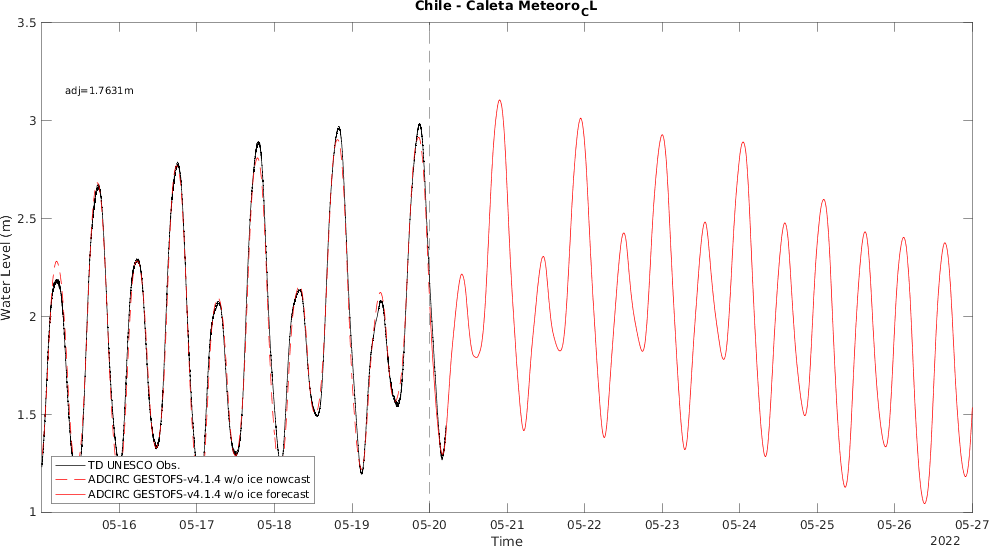 Chile - Caleta Meteoro_CL
adj=1.7631m
Water Level (m)
3.5
3
2.5
2
1.5
1
TD UNESCO Obs.
ADCIRC GESTOFS-v4.1.4 w/o ice nowcast
ADCIRC GESTOFS-v4.1.4 w/o ice forecast
05-16 05-17 05-18 05-19 05-20 05-21 05-22 05-23 05-24 05-25 05-26 05-27
Time
2022